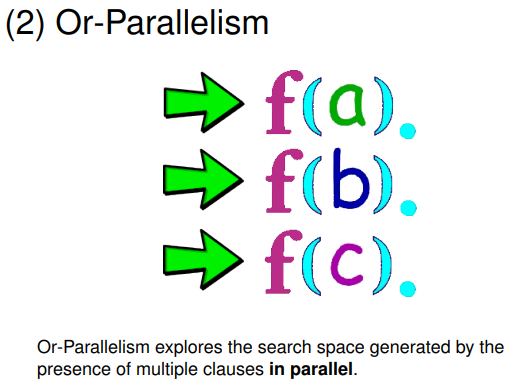 (2) Or-Parallelism
f(a).
f(b).
f(c).
Or-Parallelism explores the search space generated by the
presence of multiple clauses in parallel.